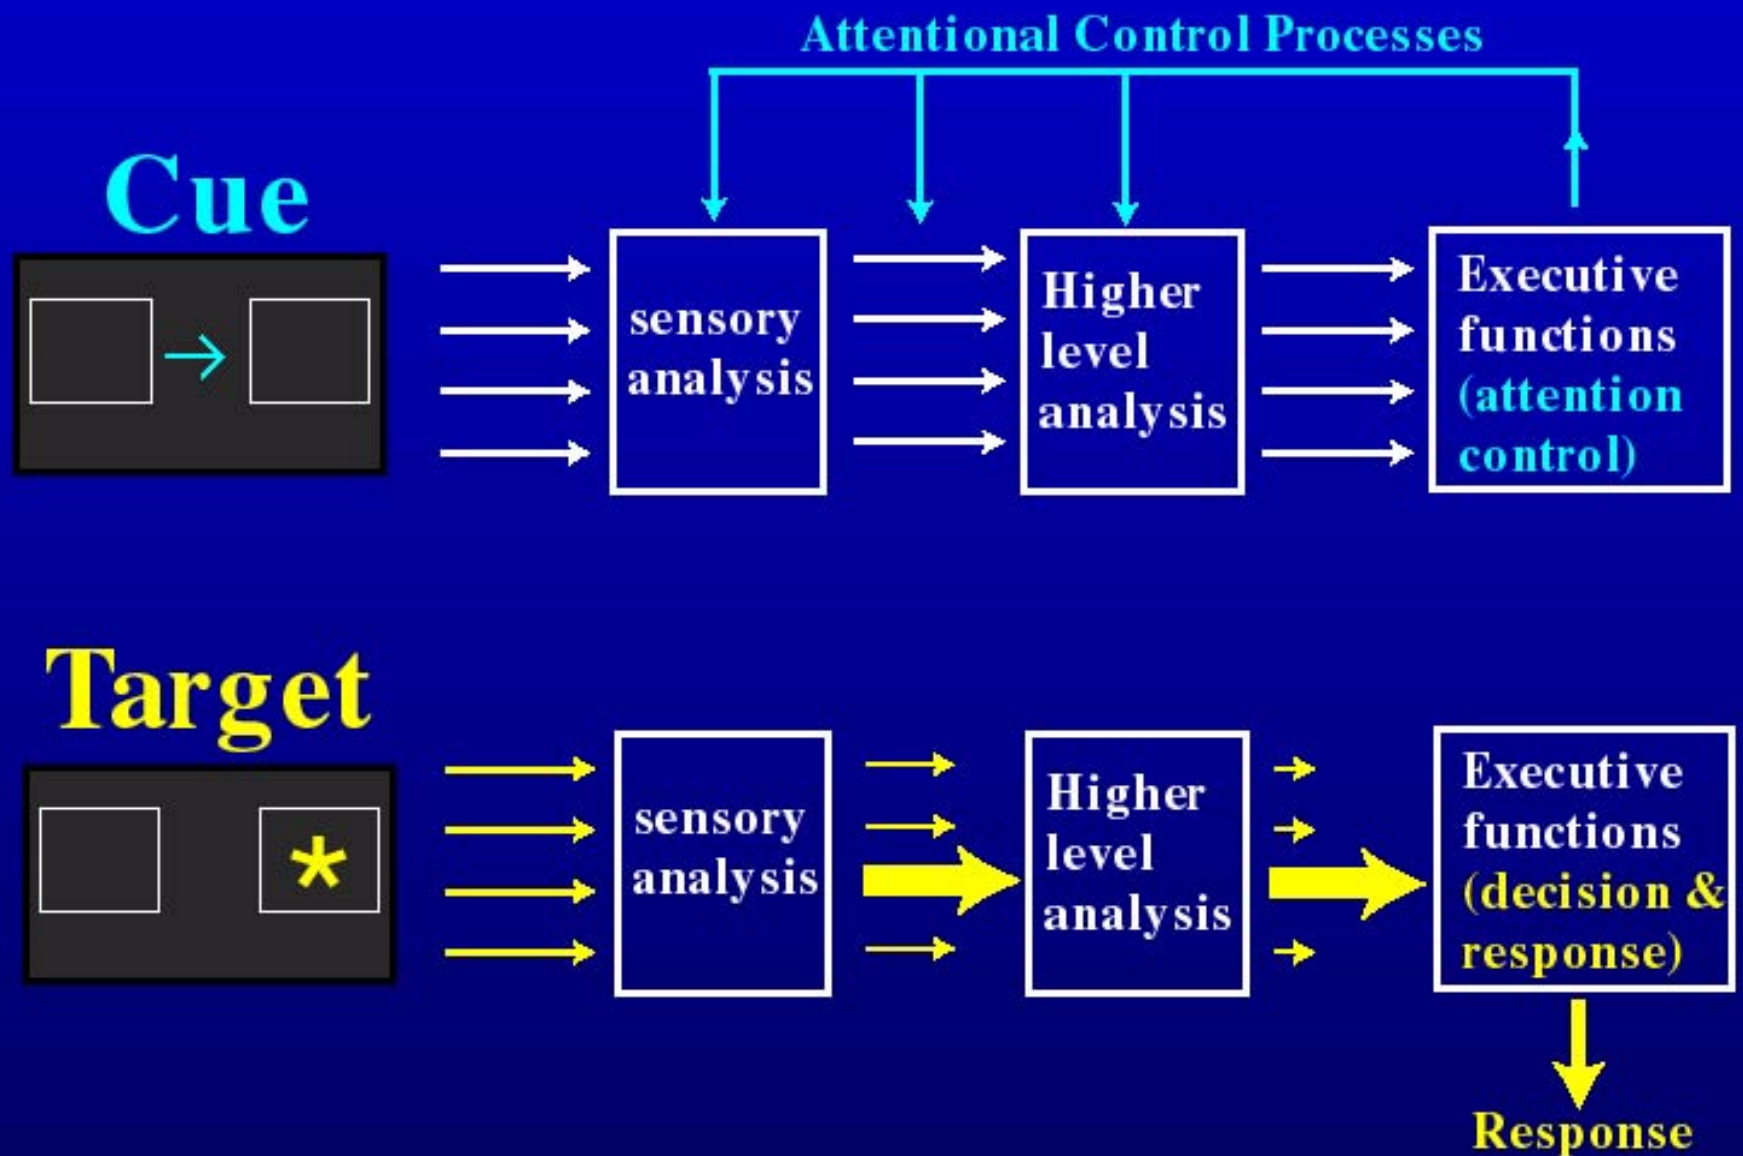 Attentional Control Processes
Cue
sensory
analysis
Higher
level
analysis
Executive
functions
(attention
control)
Target
*
sensory
analysis
Higher
level
analysis
Executive
functions
(decision &
response)
Response